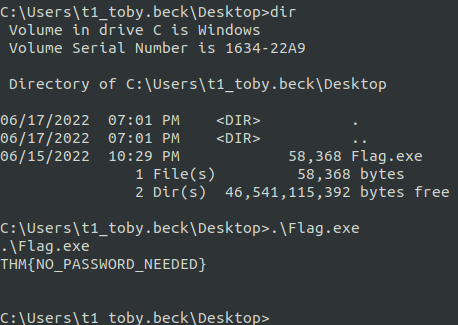 C:\Users\t1_toby.beck\Desktop>dir
 Volume in drive C is Windows
 Volume Serial Number is 1634-22A9
 Directory of C:\Users\t1_toby.beck\Desktop
06/17/2022  07:01 PM    <DIR>          .
06/17/2022  07:01 PM    <DIR>          ..
06/15/2022  10:29 PM            58,368 Flag.exe
               1 File(s)         58,368 bytes
               2 Dir(s)  46,541,115,392 bytes free
C:\Users\t1_toby.beck\Desktop>.\Flag.exe
.\Flag.exe
THM{NO_PASSWORD_NEEDED}
C:\Users\t1_toby.beck\Desktop>